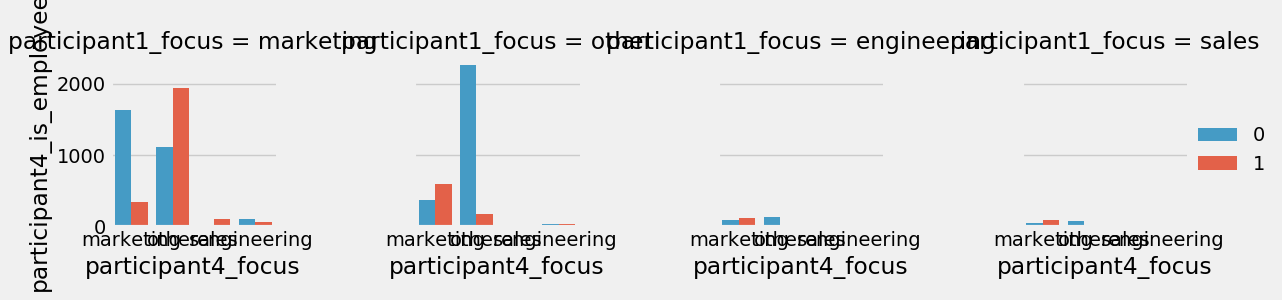 participant1_focus = marketing
participant1_focus = other
participant1_focus = engineering
participant1_focus = sales
participant4_is_employee
2000
1000
0
marketing other sales engineering
marketing other sales engineering
marketing other sales engineering
marketing other sales engineering
participant4_focus
participant4_focus
participant4_focus
participant4_focus
0
1